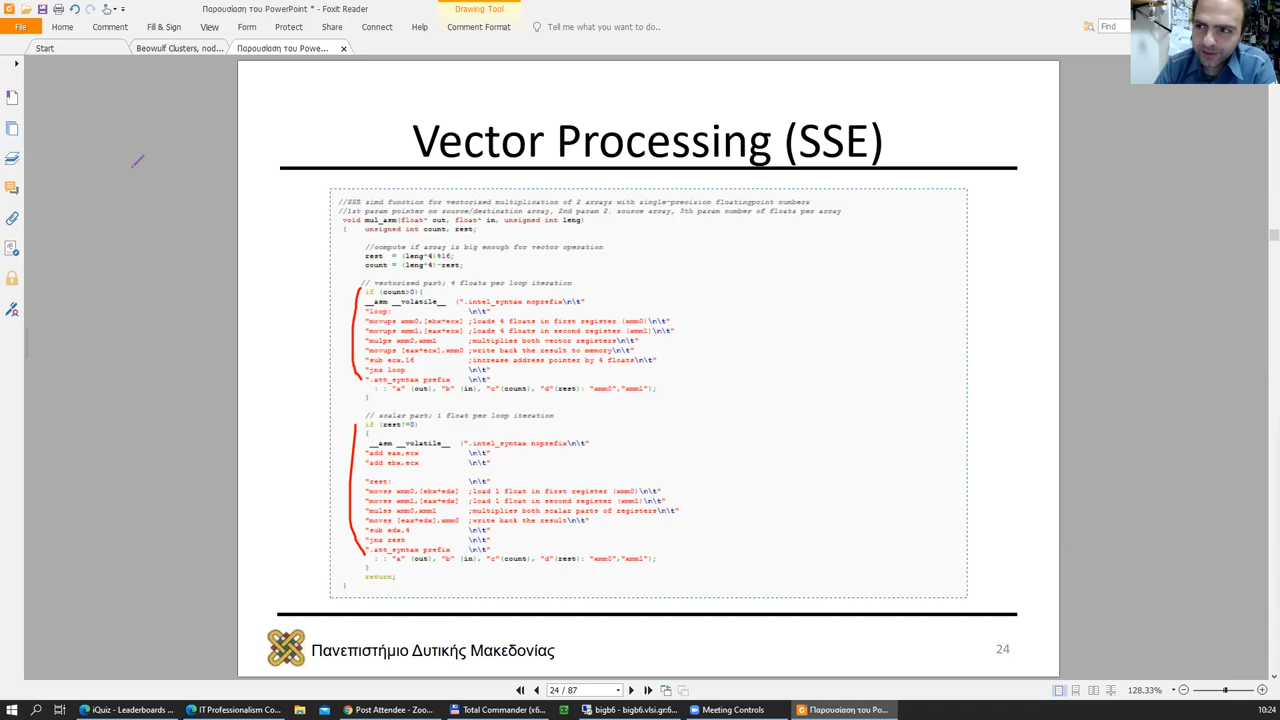 Παρουσίαση του PowerPoint * - Foxit Reader
Drawing Tool
File Home Comment Fill & Sign View Form Protect Share Connect Help Comment Format Tell me what you want to do.. Find
Start Beowulf Clusters, nod... Παρουσίαση του Powe...
Vector Processing (SSE)
//SSE simd function for vectorized multiplication of 2 arrays with single-precision floatingpoint numbers
//1st param pointer on source/destination array, 2nd param 2. source array, 3th param number of floats per array
void mul_asm(float* out, float* in, unsigned int leng)
{ unsigned int count, rest;
//compute if array is big enough for vector operation
rest = (leng*4)%16;
count = (leng*4)-rest;
// vectorized part; 4 floats per loop iteration
if (count>0){
__asm __volatile__ (".intel_syntax noprefix\n\t"
"loop: \n\t"
"movups xmm0,[ebx+ecx] ;loads 4 floats in first register (xmm0)\n\t"
"movups xmm1,[eax+ecx] ;loads 4 floats in second register (xmm1)\n\t"
"mulps xmm0,xmm1 ;multiplies both vector registers\n\t"
"movups [eax+ecx],xmm0 ;write back the result to memory\n\t"
"sub ecx,16 ;increase address pointer by 4 floats\n\t"
"jnz loop \n\t"
".att_syntax prefix \n\t"
: : "a" (out), "b" (in), "c"(count), "d"(rest): "xmm0","xmm1");
}
// scalar part; 1 float per loop iteration
if (rest!=0)
{
__asm __volatile__ (".intel_syntax noprefix\n\t"
"add eax,ecx \n\t"
"add ebx,ecx \n\t"
"rest: \n\t"
"movss xmm0,[ebx+edx] ;load 1 float in first register (xmm0)\n\t"
"movss xmm1,[eax+edx] ;load 1 float in second register (xmm1)\n\t"
"mulss xmm0,xmm1 ;multiplies both scalar parts of registers\n\t"
"movss [eax+edx],xmm0 ;write back the result\n\t"
"sub edx,4 \n\t"
"jnz rest \n\t"
".att_syntax prefix \n\t"
: : "a" (out), "b" (in), "c"(count), "d"(rest): "xmm0","xmm1");
}
return;
}
Πανεπιστήμιο Δυτικής Μακεδονίας 24
24 / 87 128.33%
iQuiz - Leaderboards ... IT Professionalism Co... Post Attendee - Zoo... Total Commander (x6... bigb6 - bigb6.vlsi.gr:6... Meeting Controls Παρουσίαση του Po... 10:24